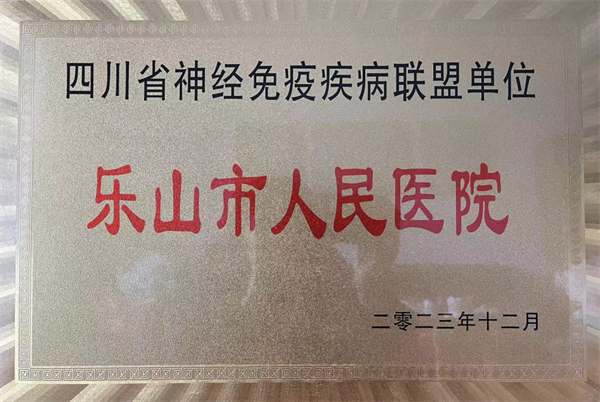 四川省神经免疫疾病联盟单位
乐山市人民医院
二零二三年十二月